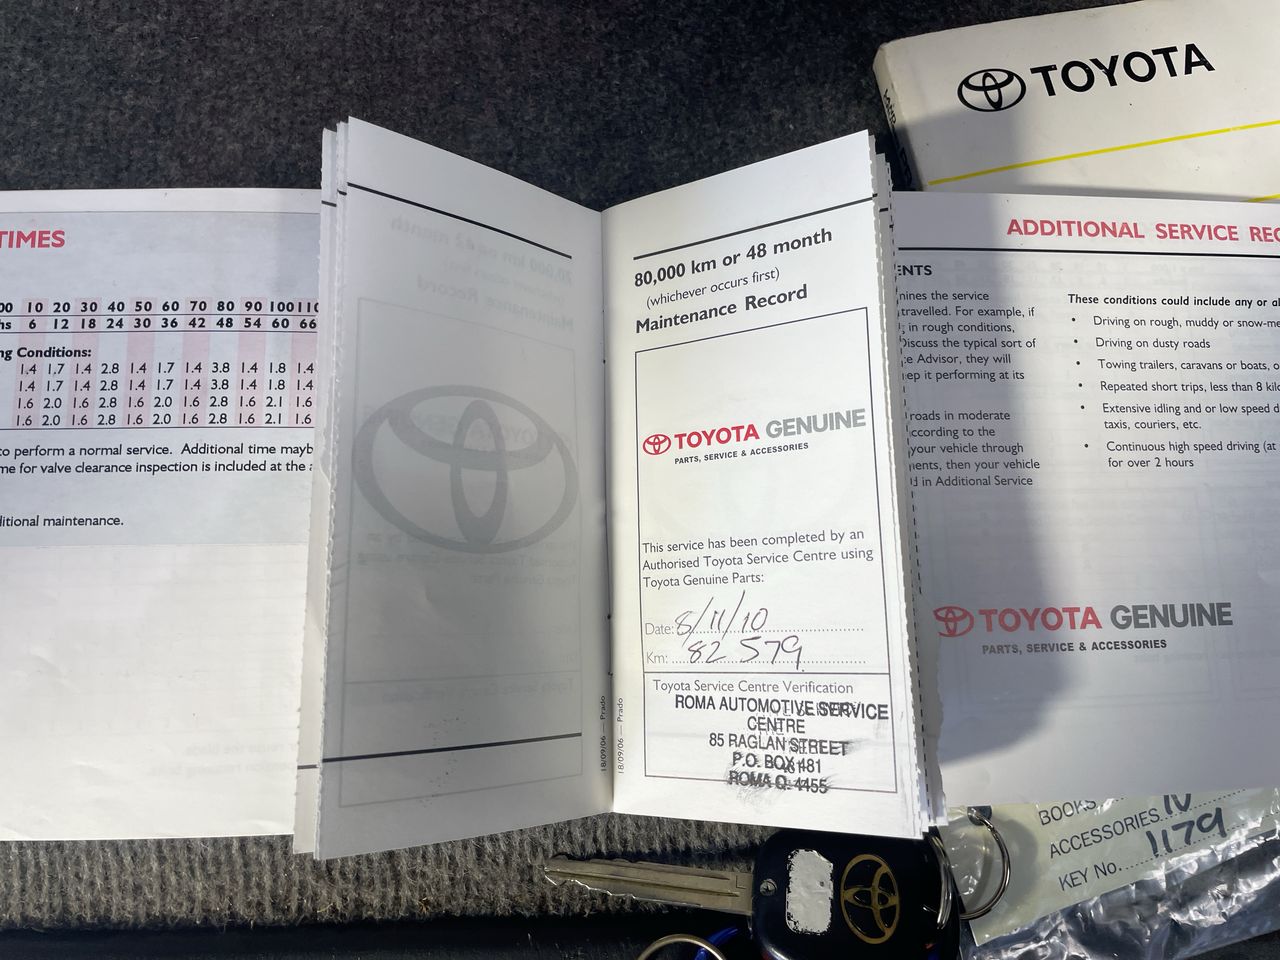 TOYOTA
TIMES
00 10 20 30 40 50 60 70 80 90 100 110
hs 6 12 18 24 30 36 42 48 54 60 66
ng Conditions:
1.4 1.7 1.4 2.8 1.4 1.7 1.4 3.8 1.4 1.8 1.4
1.4 1.7 1.4 2.8 1.4 1.7 1.4 3.8 1.4 1.8 1.4
1.6 2.0 1.6 2.8 1.6 2.0 1.6 2.8 1.6 2.1 1.6
1.6 2.0 1.6 2.8 1.6 2.0 1.6 2.8 1.6 2.1 1.6
to perform a normal service. Additional time mayb
me for valve clearance inspection is included at the
ditional maintenance.
18/09/06 — Prado
80,000 km or 48 month
(whichever occurs first)
Maintenance Record
TOYOTA GENUINE
PARTS, SERVICE & ACCESSORIES
This service has been completed by an
Authorised Toyota Service Centre using
Toyota Genuine Parts:
Date: 8/11/10
Km: 82 579
Toyota Service Centre Verification
ROMA AUTOMOTIVE SERVICE
CENTRE
85 RAGLAN STREET
P.O. BOX 481
ROMA Q. 4455
18/09/06 — Prado
ADDITIONAL SERVICE REC
ENTS
nines the service
travelled. For example, if
in rough conditions,
Discuss the typical sort of
ce Advisor, they will
ep it performing at its
roads in moderate
ccording to the
your vehicle through
nents, then your vehicle
d in Additional Service
These conditions could include any or al
• Driving on rough, muddy or snow-me
• Driving on dusty roads
• Towing trailers, caravans or boats, o
• Repeated short trips, less than 8 kilo
• Extensive idling and or low speed d
taxis, couriers, etc.
• Continuous high speed driving (at
for over 2 hours
TOYOTA GENUINE
PARTS, SERVICE & ACCESSORIES
BOOKS
ACCESSORIES
KEY No. 1179